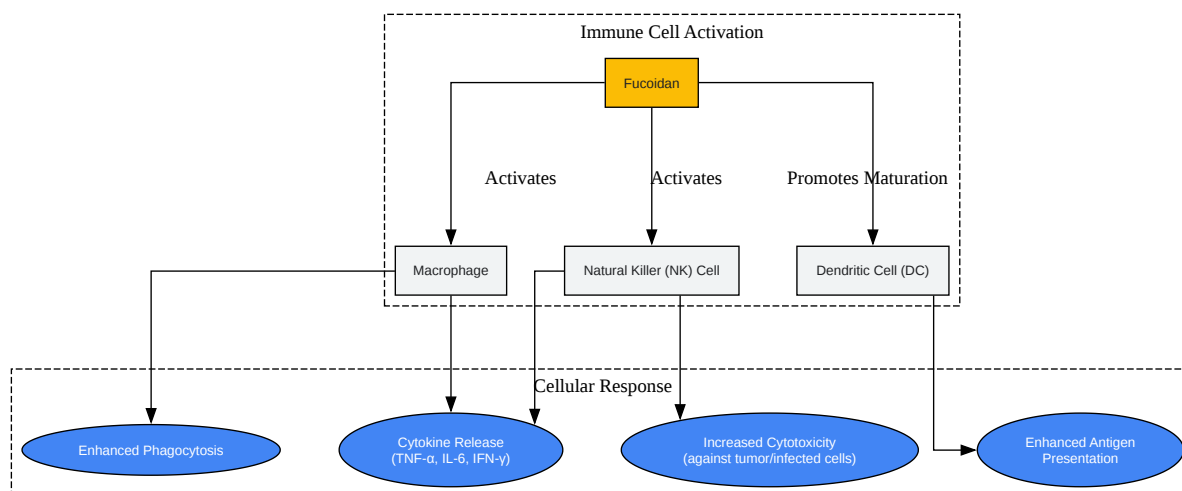 Immune Cell Activation
Fucoidan
Activates
Activates
Promotes Maturation
Macrophage
Natural Killer (NK) Cell
Dendritic Cell (DC)
Cellular Response
Enhanced Phagocytosis
Cytokine Release
(TNF-α, IL-6, IFN-γ)
Increased Cytotoxicity
(against tumor/infected cells)
Enhanced Antigen
Presentation